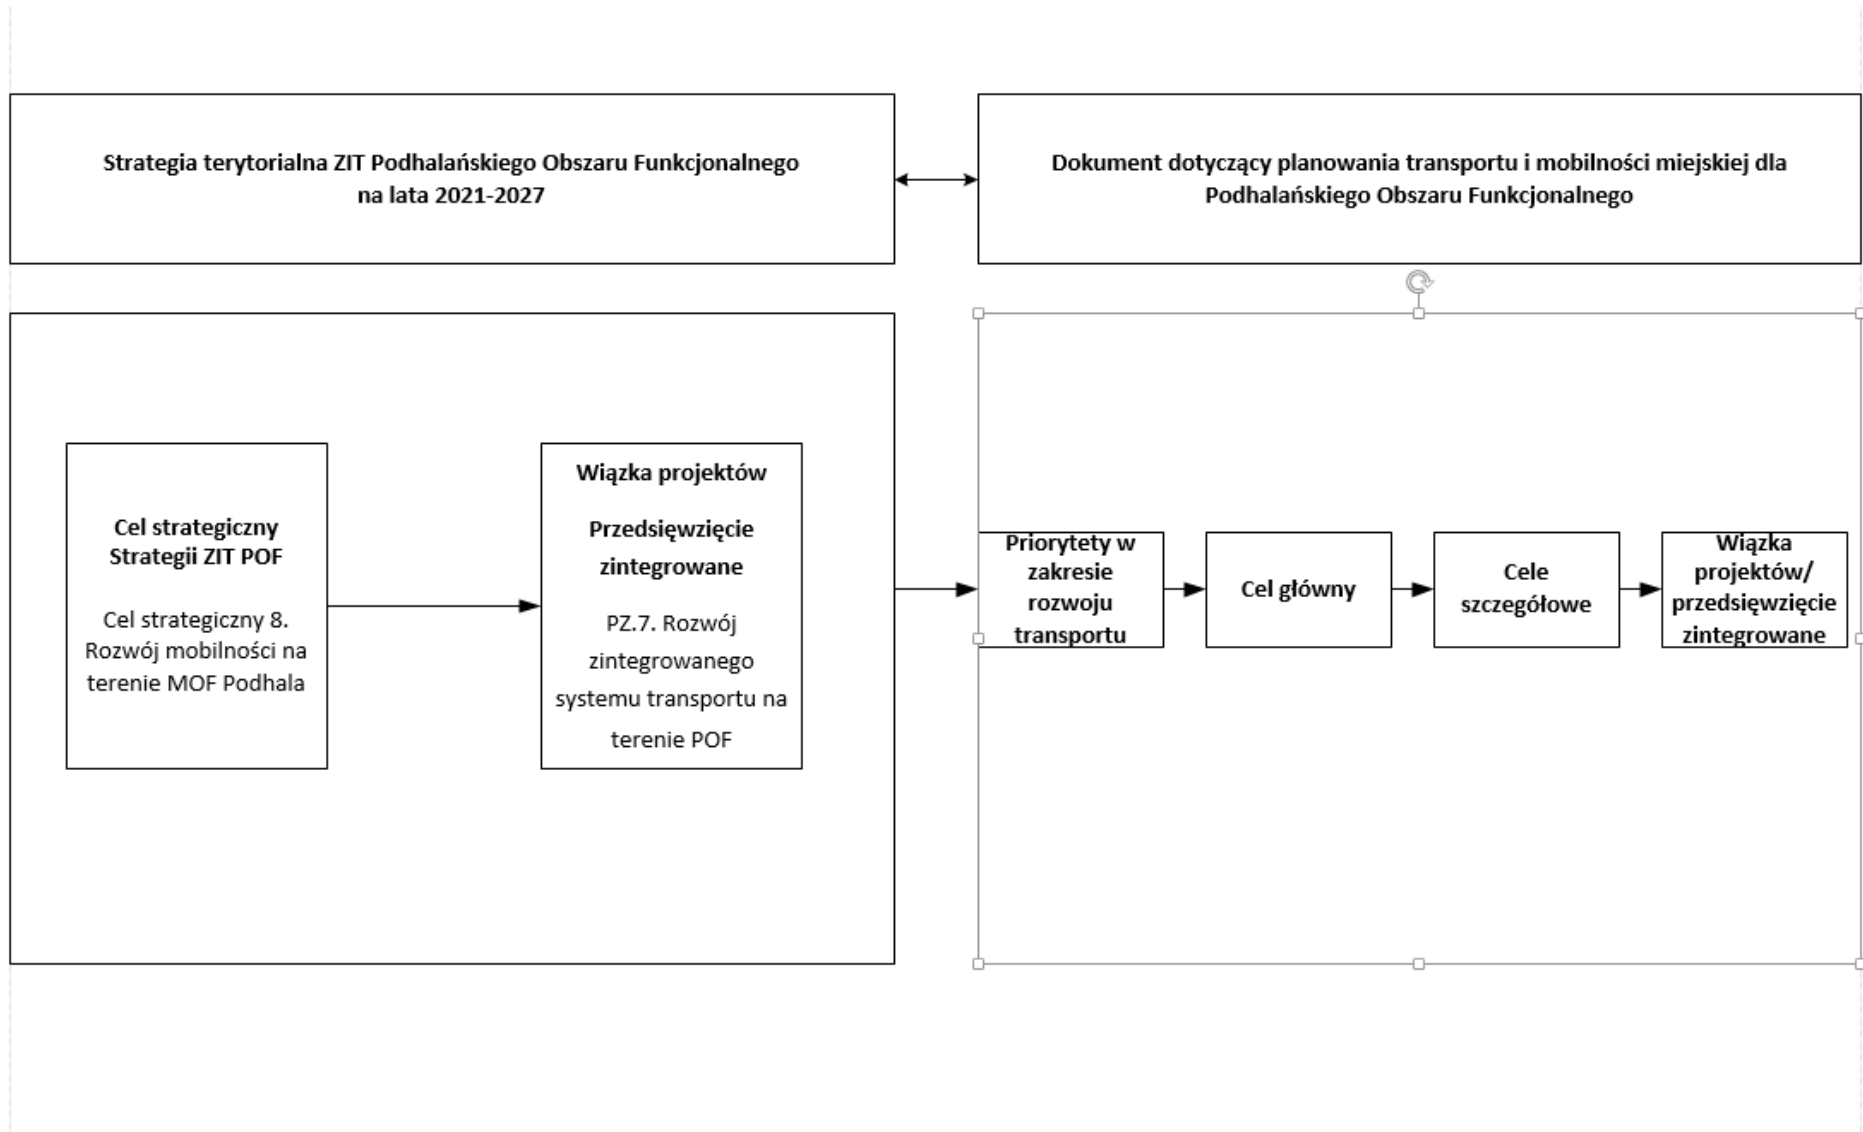 Strategia terytorialna ZIT Podhalańskiego Obszaru Funkcjonalnego
na lata 2021-2027
Dokument dotyczący planowania transportu i mobilności miejskiej dla
Podhalańskiego Obszaru Funkcjonalnego
Cel strategiczny
Strategii ZIT POF
Cel strategiczny 8.
Rozwój mobilności na
terenie MOF Podhala
Wiązka projektów
Przedsięwzięcie
zintegrowane
PZ.7. Rozwój
zintegrowanego
systemu transportu na
terenie POF
Priorytety w
zakresie
rozwoju
transportu
Cel główny
Cele
szczegółowe
Wiązka
projektów/
przedsięwzięcie
zintegrowane